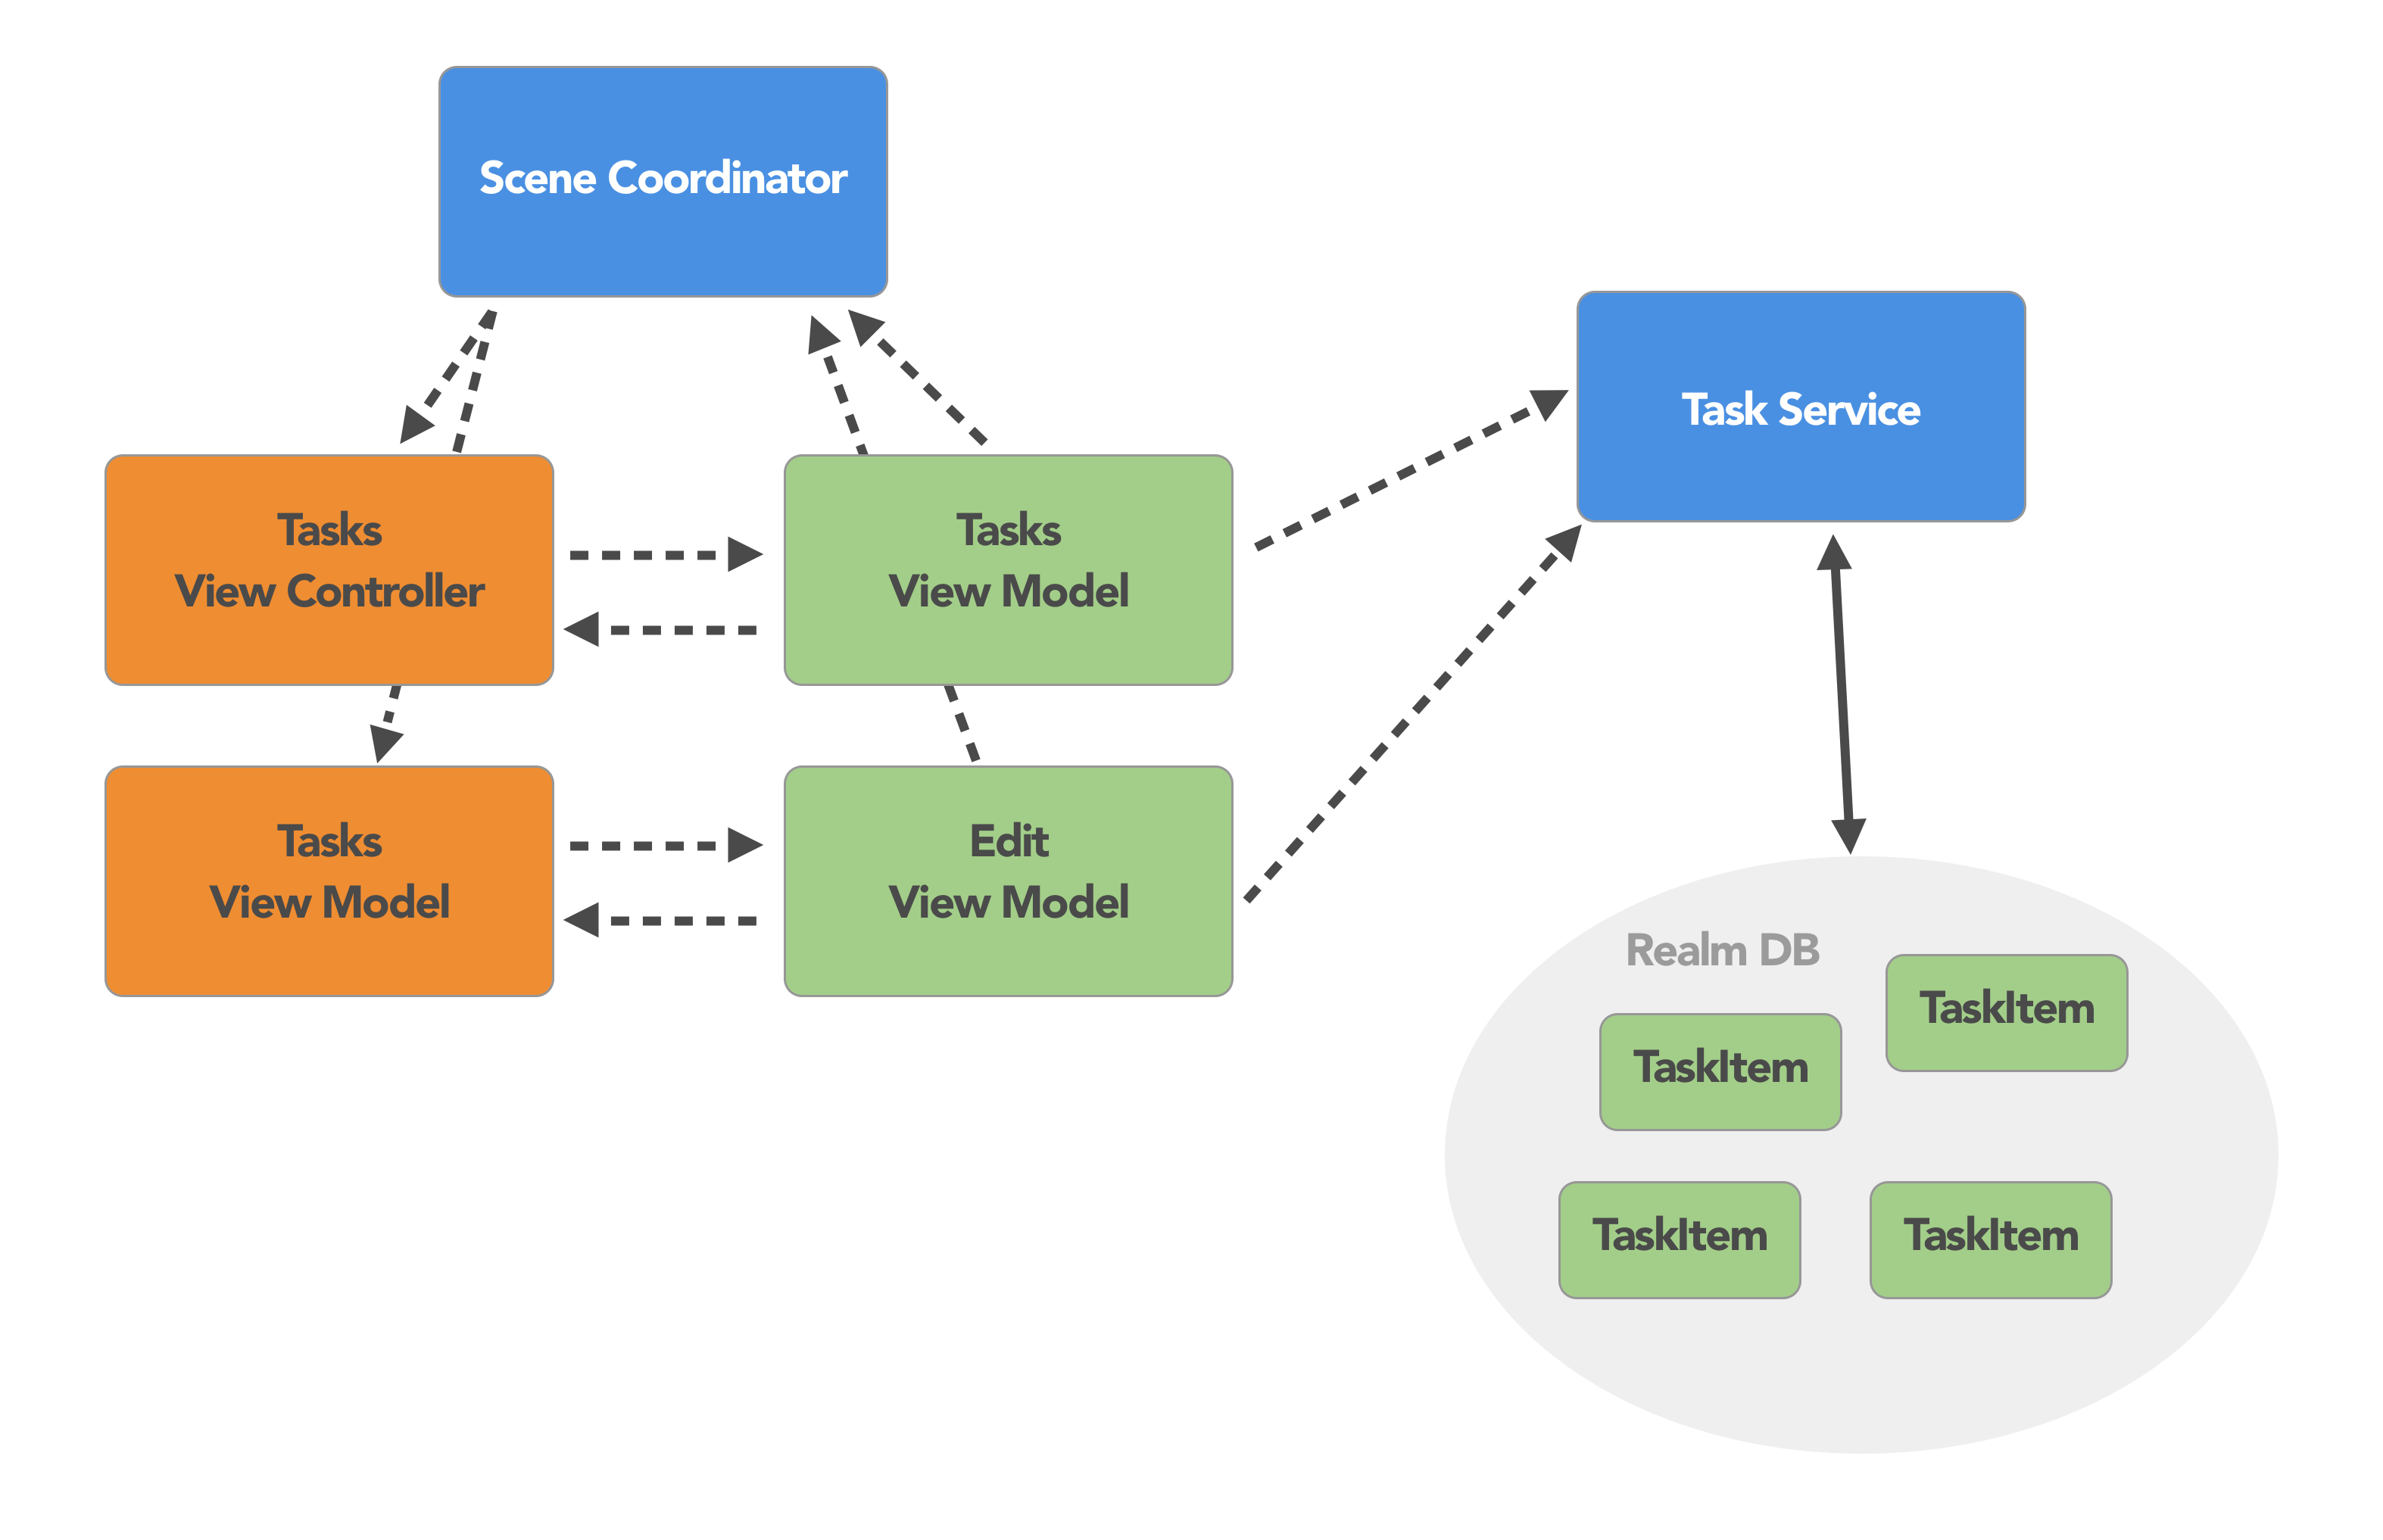 Scene Coordinator
Task Service
Tasks
View Controller
Tasks
View Model
Tasks
View Model
Edit
View Model
Realm DB
TaskItem
TaskItem
TaskItem
TaskItem